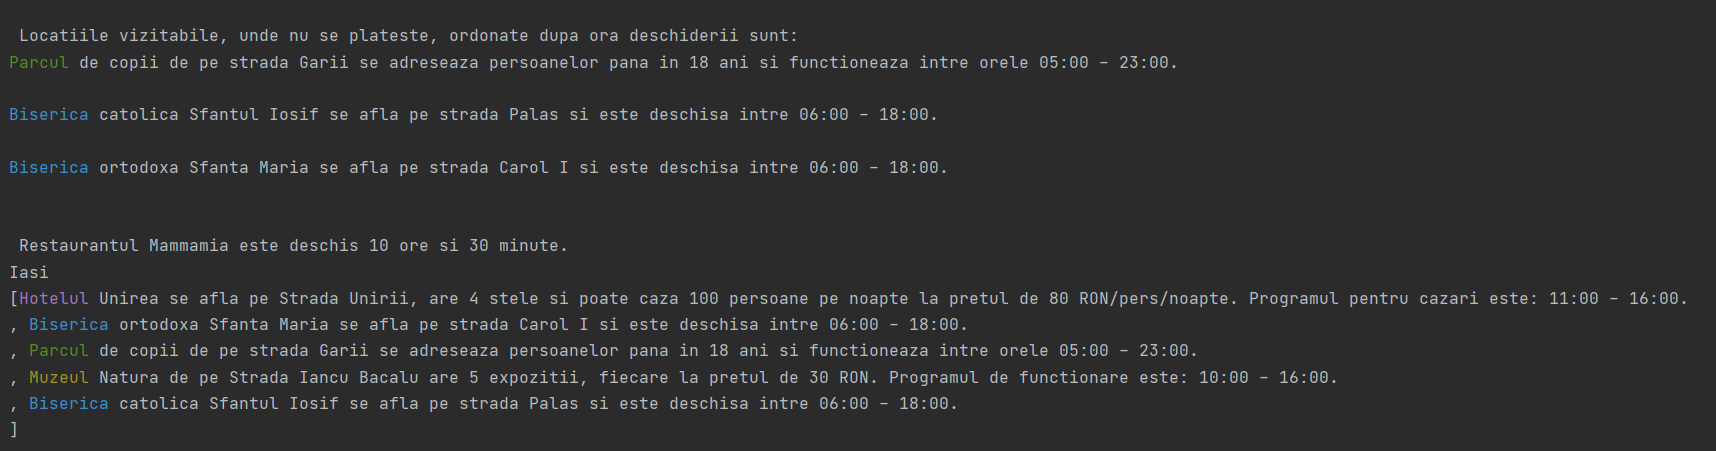 Locatiile vizitabile, unde nu se plateste, ordonate dupa ora deschiderii sunt:
Parcul de copii de pe strada Garii se adreseaza persoanelor pana in 18 ani si functioneaza intre orele 05:00 - 23:00.
Biserica catolica Sfantul Iosif se afla pe strada Palas si este deschisa intre 06:00 - 18:00.
Biserica ortodoxa Sfanta Maria se afla pe strada Carol I si este deschisa intre 06:00 - 18:00.
Restaurantul Mammamia este deschis 10 ore si 30 minute.
Iasi
[Hotelul Unirea se afla pe Strada Unirii, are 4 stele si poate caza 100 persoane pe noapte la pretul de 80 RON/pers/noapte. Programul pentru cazari este: 11:00 - 16:00.
, Biserica ortodoxa Sfanta Maria se afla pe strada Carol I si este deschisa intre 06:00 - 18:00.
, Parcul de copii de pe strada Garii se adreseaza persoanelor pana in 18 ani si functioneaza intre orele 05:00 - 23:00.
, Muzeul Natura de pe Strada Iancu Bacalu are 5 expozitii, fiecare la pretul de 30 RON. Programul de functionare este: 10:00 - 16:00.
, Biserica catolica Sfantul Iosif se afla pe strada Palas si este deschisa intre 06:00 - 18:00.
]